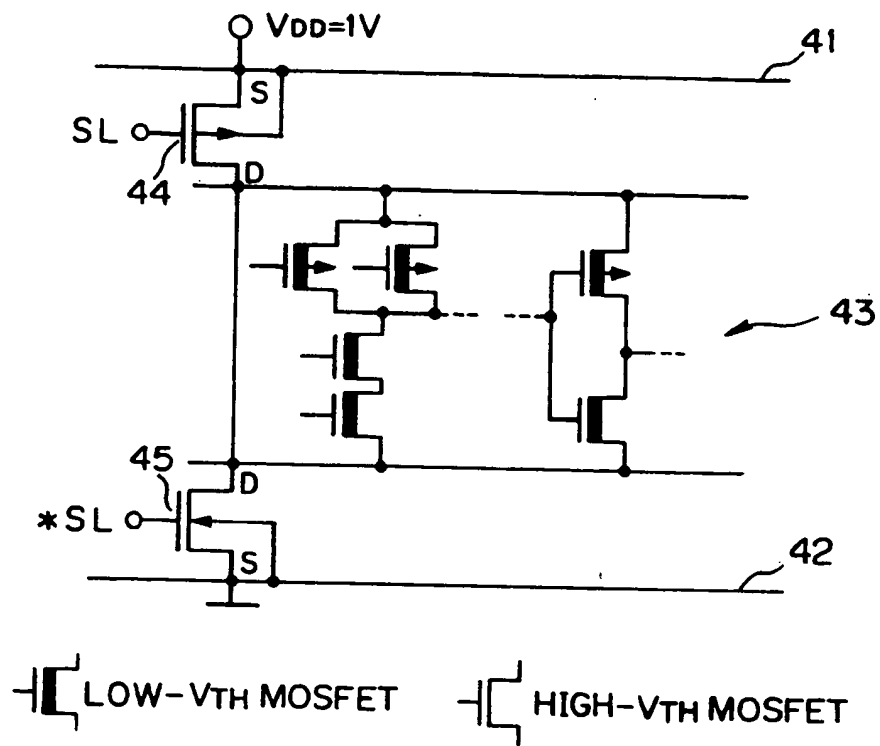 VDD=1V
41
S
SL
44
D
43
45
D
*SL
S
42
LOW-VTH MOSFET
HIGH-VTH MOSFET